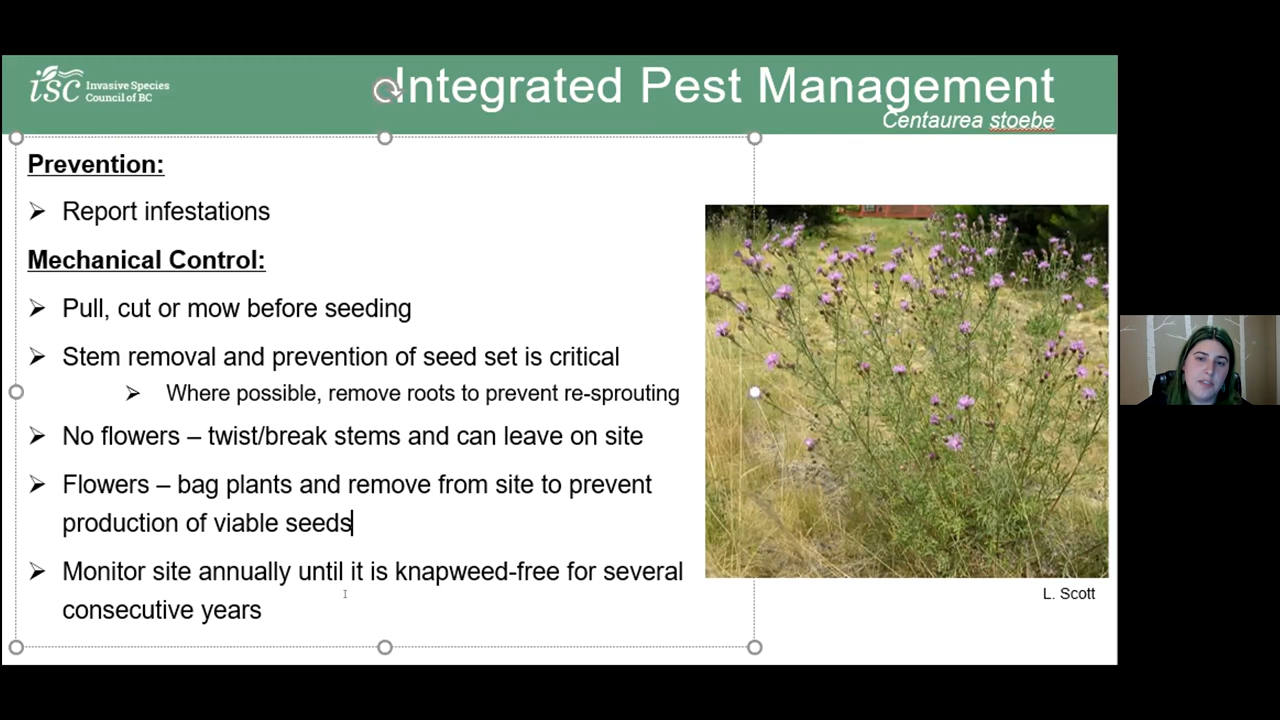 isc Invasive Species
Council of BC
Integrated Pest Management
Centaurea stoebe
Prevention:
Report infestations
Mechanical Control:
Pull, cut or mow before seeding
Stem removal and prevention of seed set is critical
Where possible, remove roots to prevent re-sprouting
No flowers – twist/break stems and can leave on site
Flowers – bag plants and remove from site to prevent
production of viable seeds
Monitor site annually until it is knapweed-free for several
consecutive years
L. Scott